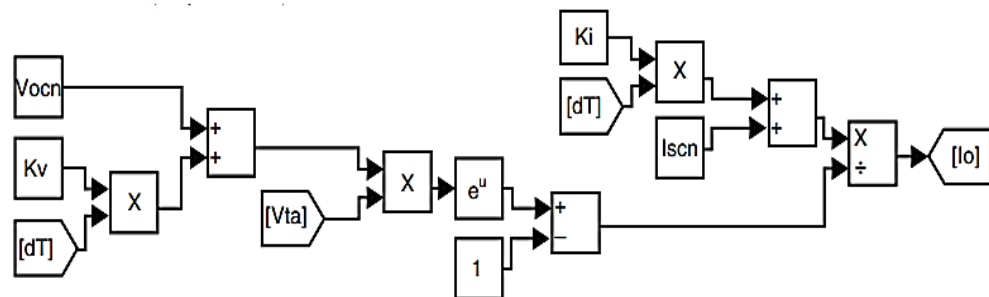 Ki
Vocn
X
[dT]
+
+
+
+
Iscn
X
÷
[Io]
Kv
X
[Vta]
X
e^u
+
−
[dT]
1